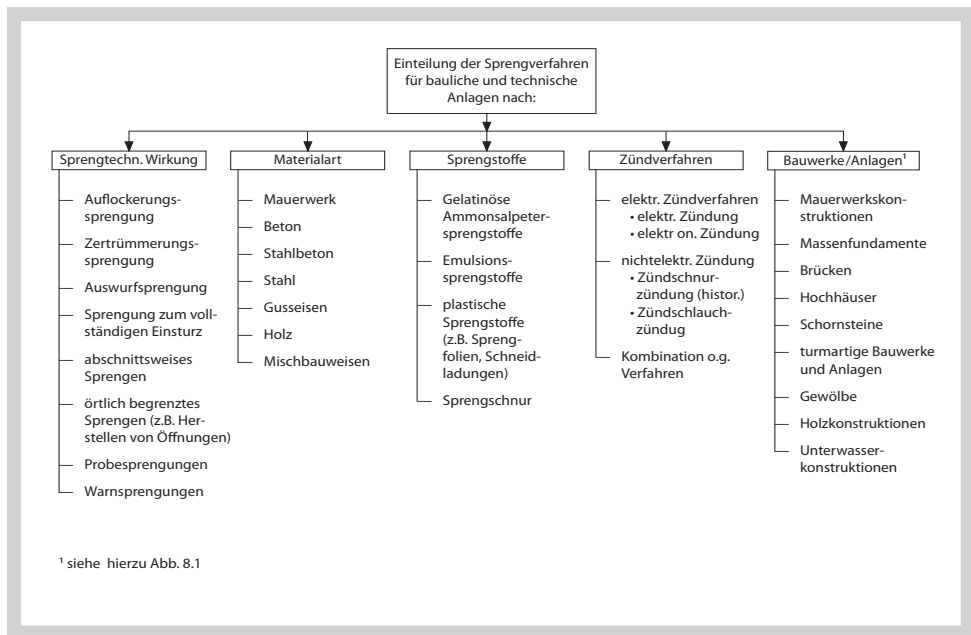 Einteilung der Sprengverfahren
für bauliche und technische
Anlagen nach:
Sprengtechn. Wirkung
Auflockerungs-
sprengung
Zertrümmerungs-
sprengung
Auswurfsprengung
Sprengung zum voll-
ständigen Einsturz
abschnittsweises
Sprengen
örtlich begrenztes
Sprengen (z.B. Her-
stellen von Öffnungen)
Probesprengungen
Warnsprengungen
Materialart
Mauerwerk
Beton
Stahlbeton
Stahl
Gusseisen
Holz
Mischbauweisen
Sprengstoffe
Gelatinöse
Ammonsalpeter-
sprengstoffe
Emulsions-
sprengstoffe
plastische
Sprengstoffe
(z.B. Spreng-
folien, Schneid-
ladungen)
Sprengschnur
Zündverfahren
elektr. Zündverfahren
• elektr. Zündung
• elektr on. Zündung
nichtelektr. Zündung
• Zündschnur-
zündung (histor.)
• Zündschlauch-
zündug
Kombination o.g.
Verfahren
Bauwerke/Anlagen¹
Mauerwerkskon-
struktionen
Massenfundamente
Brücken
Hochhäuser
Schornsteine
turmartige Bauwerke
und Anlagen
Gewölbe
Holzkonstruktionen
Unterwasser-
konstruktionen
¹ siehe hierzu Abb. 8.1